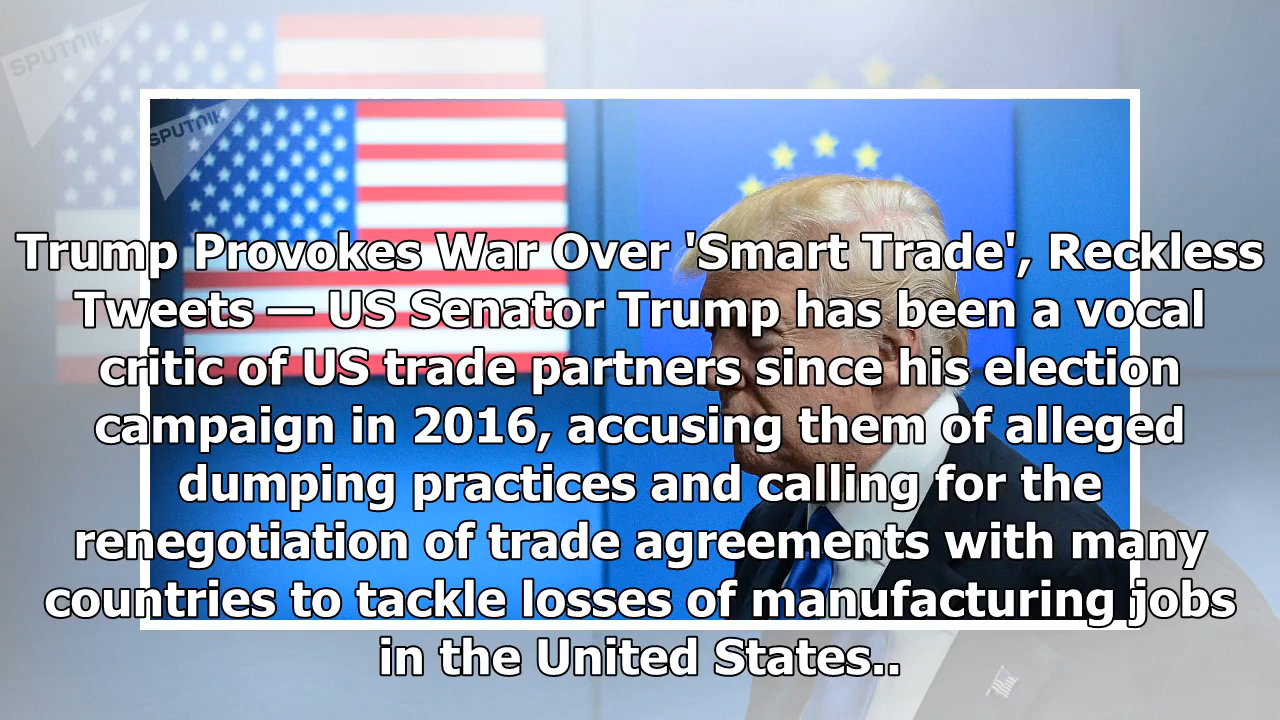 SPUTNIK
SPUTNIK
Trump Provokes War Over 'Smart Trade', Reckless
Tweets — US Senator Trump has been a vocal
critic of US trade partners since his election
campaign in 2016, accusing them of alleged
dumping practices and calling for the
renegotiation of trade agreements with many
countries to tackle losses of manufacturing jobs
in the United States..